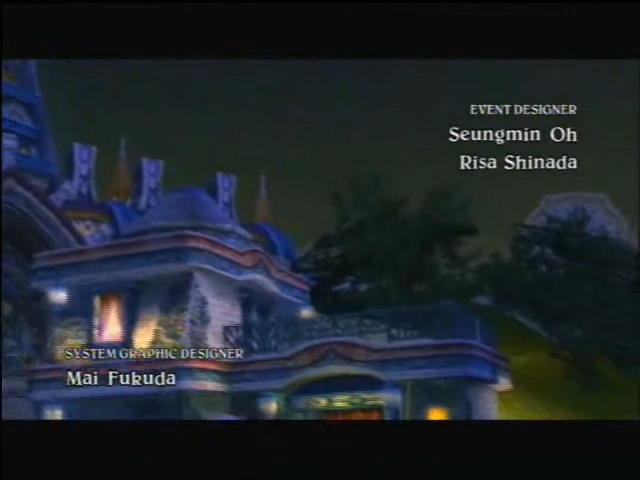 EVENT DESIGNER
Seungmin Oh
Risa Shinada
SYSTEM GRAPHIC DESIGNER
Mai Fukuda